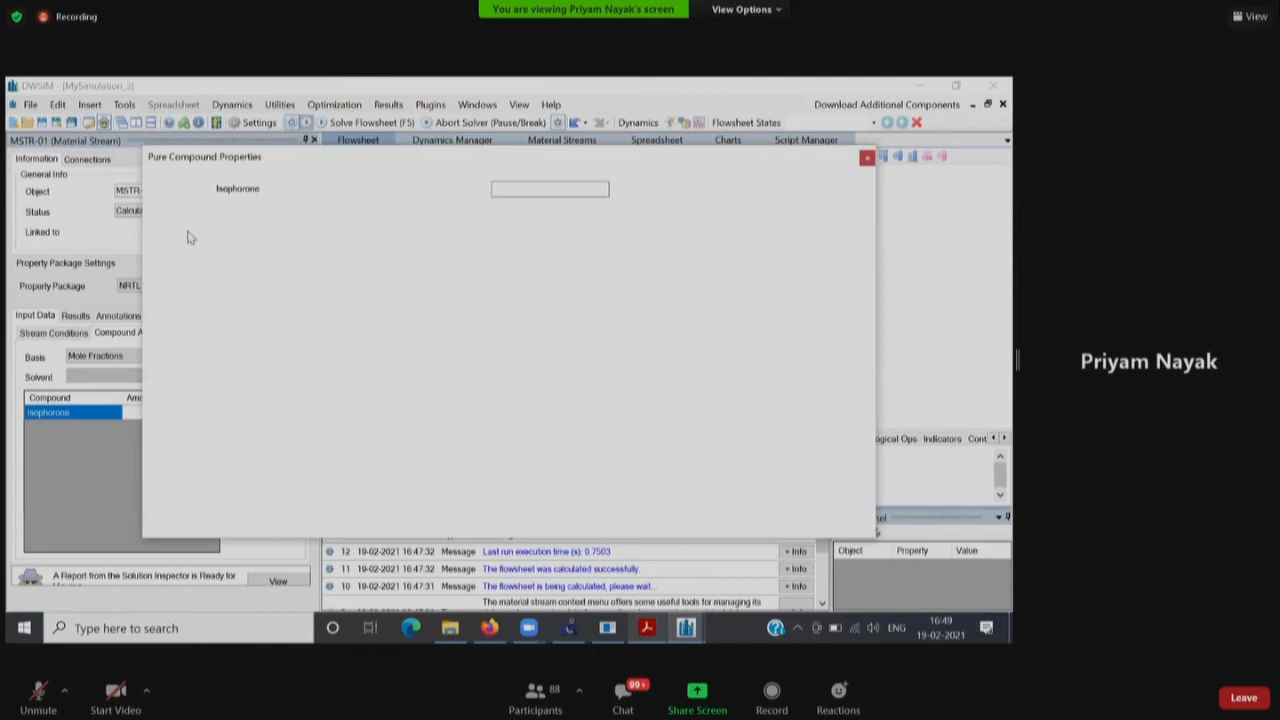 Recording
You are viewing Priyam Nayak's screen
View Options
View
DWSIM - [MySimulation_3]
File Edit Insert Tools Spreadsheet Dynamics Utilities Optimization Results Plugins Windows View Help
Download Additional Components
Settings Solve Flowsheet (F5) Abort Solver (Pause/Break) Dynamics Flowsheet States
MSTR-01 (Material Stream)
Flowsheet Dynamics Manager Material Streams Spreadsheet Charts Script Manager
Information Connections
Pure Compound Properties
General Info
Object MSTR-
Isophorone
Status Calcula
Linked to
Property Package Settings
Property Package NRTL
Input Data Results Annotations
Stream Conditions Compound A
Basis Mole Fractions
Solvent
Compound Amo
Isophorone
ogical Ops Indicators Cont
nel
Object Property Value
12 19-02-2021 16:47:32 Message Last run execution time (s): 0.7503 + Info
11 19-02-2021 16:47:32 Message The flowsheet was calculated successfully. + Info
10 19-02-2021 16:47:31 Message The flowsheet is being calculated, please wait... + Info
The material stream context menu offers some useful tools for managing its
A Report from the Solution Inspector is Ready for
View
Type here to search
ENG
16:49
19-02-2021
Priyam Nayak
Unmute
Start Video
88
Participants
99+
Chat
Share Screen
Record
Reactions
Leave